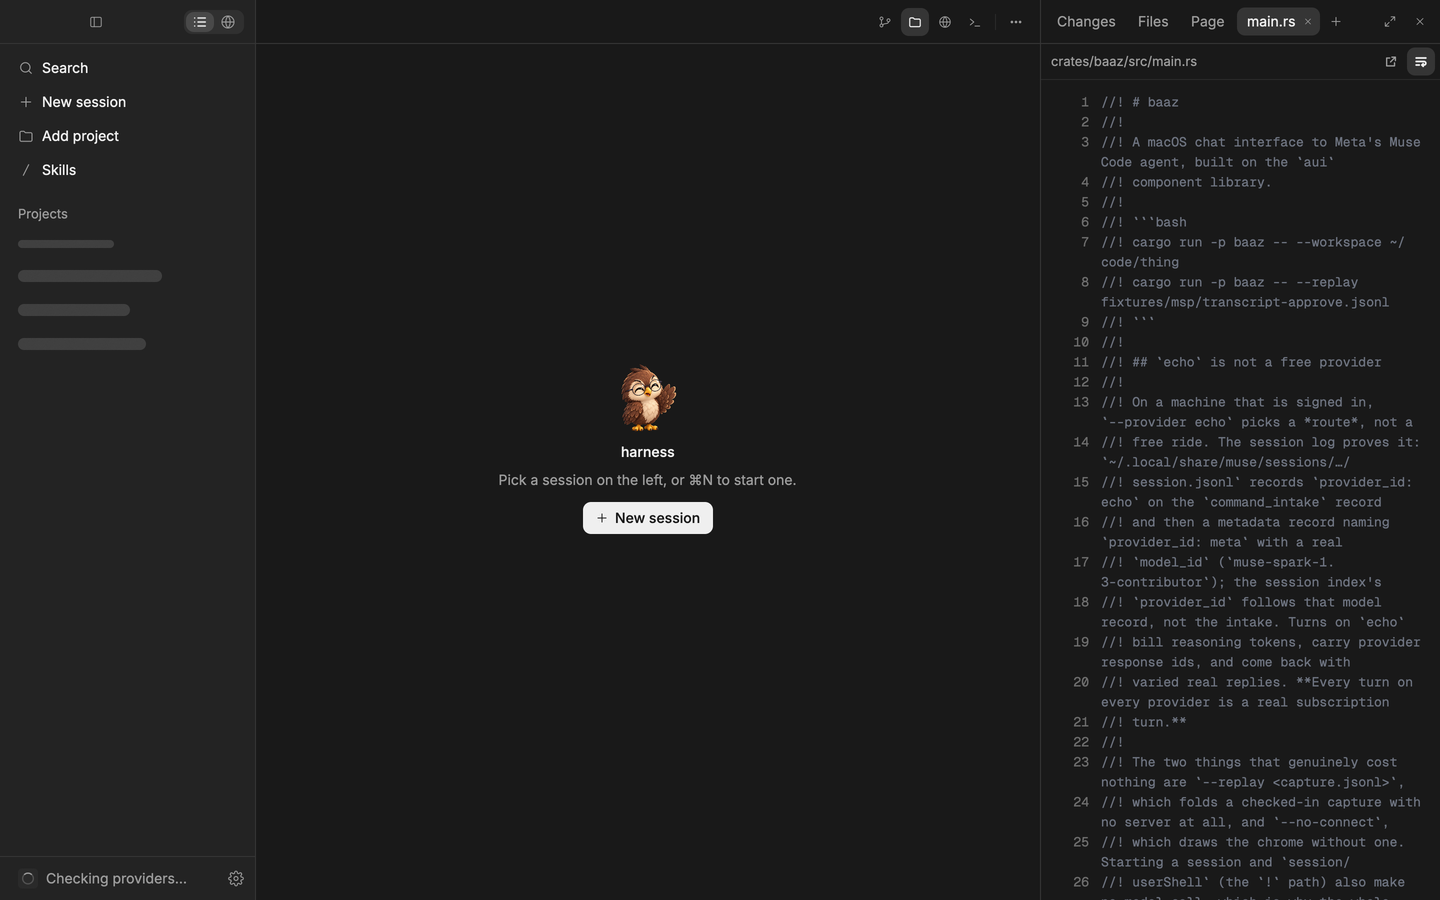 Search
New session
Add project
Skills
Projects
Checking providers...
harness
Pick a session on the left, or ⌘N to start one.
New session
Changes Files Page main.rs
crates/baaz/src/main.rs
1 //! # baaz
2 //!
3 //! A macOS chat interface to Meta's Muse
Code agent, built on the `aui`
4 //! component library.
5 //!
6 //! ```bash
7 //! cargo run -p baaz -- --workspace ~/
code/thing
8 //! cargo run -p baaz -- --replay
fixtures/msp/transcript-approve.jsonl
9 //! ```
10 //!
11 //! ## `echo` is not a free provider
12 //!
13 //! On a machine that is signed in,
`--provider echo` picks a *route*, not a
14 //! free ride. The session log proves it:
`~/.local/share/muse/sessions/…/
15 //! session.jsonl` records `provider_id:
echo` on the `command_intake` record
16 //! and then a metadata record naming
`provider_id: meta` with a real
17 //! `model_id` (`muse-spark-1.
3-contributor`); the session index's
18 //! `provider_id` follows that model
record, not the intake. Turns on `echo`
19 //! bill reasoning tokens, carry provider
response ids, and come back with
20 //! varied real replies. **Every turn on
every provider is a real subscription
21 //! turn.**
22 //!
23 //! The two things that genuinely cost
nothing are `--replay <capture.jsonl>`,
24 //! which folds a checked-in capture with
no server at all, and `--no-connect`,
25 //! which draws the chrome without one.
Starting a session and `session/
26 //! userShell` (the `!` path) also make